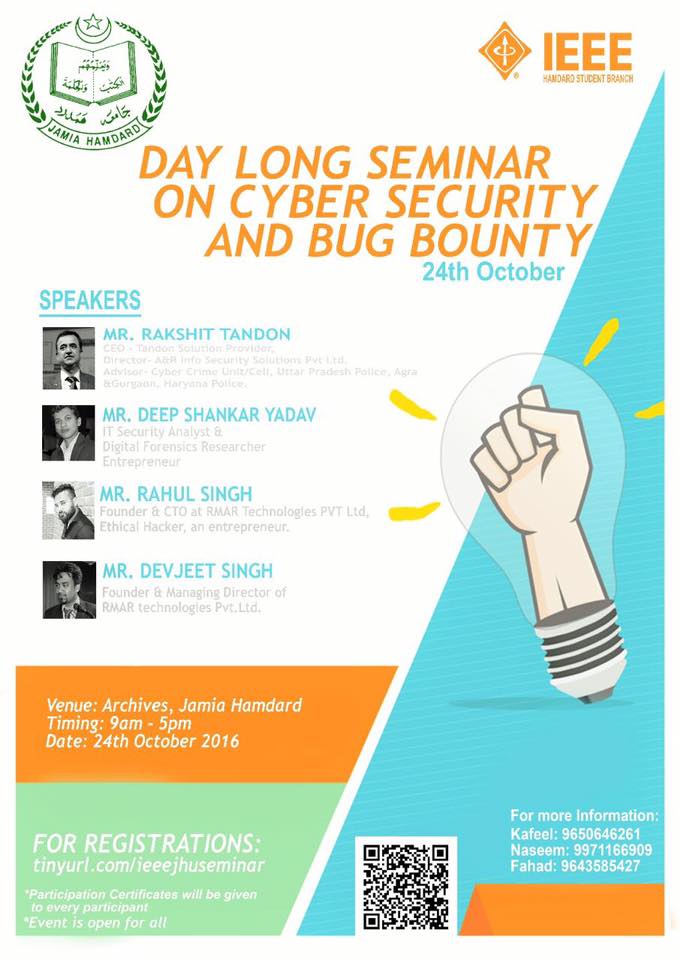 وَيُعَلِّمُهُمُ
الْكِتٰبَ وَالْحِكْمَةَ
جامعہ ہمدرد
JAMIA HAMDARD
IEEE
HAMDARD STUDENT BRANCH
DAY LONG SEMINAR
ON CYBER SECURITY
AND BUG BOUNTY
24th October
SPEAKERS
MR. RAKSHIT TANDON
CEO - Tandon Solution Provider,
Director- A&R Info Security Solutions Pvt Ltd.
Advisor- Cyber Crime Unit/Cell, Uttar Pradesh Police, Agra
&Gurgaon, Haryana Police.
MR. DEEP SHANKAR YADAV
IT Security Analyst &
Digital Forensics Researcher
Entrepreneur
MR. RAHUL SINGH
Founder & CTO at RMAR Technologies PVT Ltd,
Ethical Hacker, an entrepreneur.
MR. DEVJEET SINGH
Founder & Managing Director of
RMAR technologies Pvt.Ltd.
Venue: Archives, Jamia Hamdard
Timing: 9am - 5pm
Date: 24th October 2016
FOR REGISTRATIONS:
tinyurl.com/ieeejhuseminar
*Participation Certificates will be given
to every participant
*Event is open for all
For more Information:
Kafeel: 9650646261
Naseem: 9971166909
Fahad: 9643585427